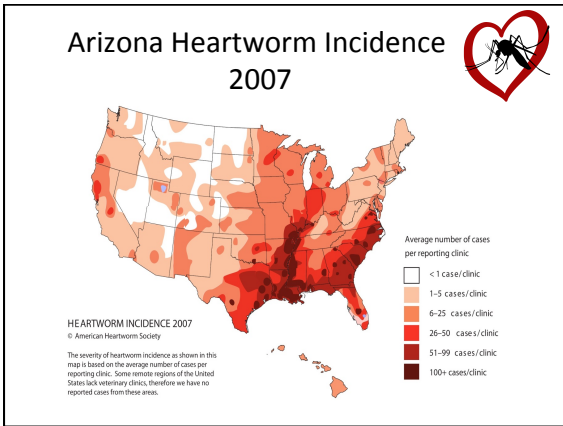 Arizona Heartworm Incidence
2007
Average number of cases
per reporting clinic
< 1 case/clinic
1–5 cases/clinic
6–25 cases/clinic
26–50 cases/clinic
51–99 cases/clinic
100+ cases/clinic
HEARTWORM INCIDENCE 2007
© American Heartworm Society
The severity of heartworm incidence as shown in this
map is based on the average number of cases per
reporting clinic. Some remote regions of the United
States lack veterinary clinics, therefore we have no
reported cases from these areas.